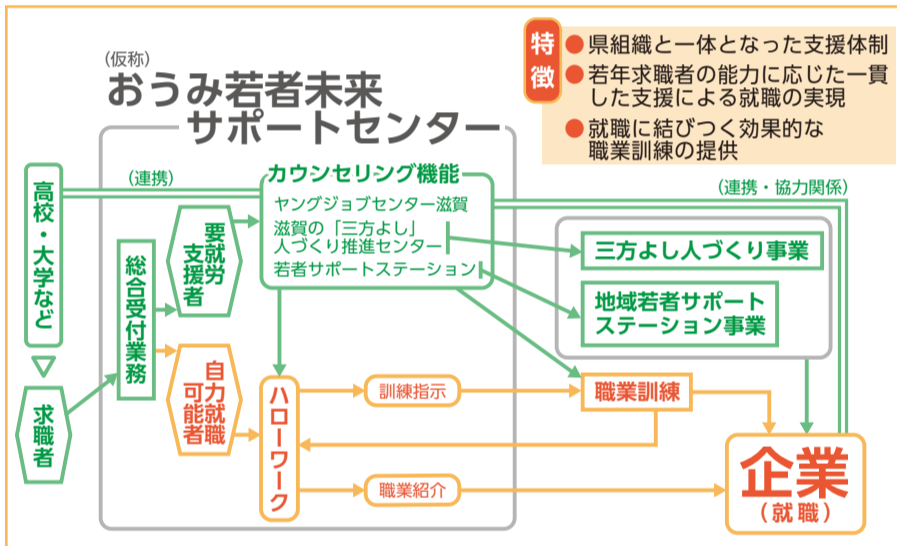 特徴
● 県組織と一体となった支援体制
● 若年求職者の能力に応じた一貫
した支援による就職の実現
● 就職に結びつく効果的な
職業訓練の提供
(仮称)
おうみ若者未来
サポートセンター
高校・大学など
求職者
(連携)
総合受付業務
要就労
支援者
自力就職
可能者
カウンセリング機能
ヤングジョブセンター滋賀
滋賀の「三方よし」
人づくり推進センター
若者サポートステーション
(連携・協力関係)
三方よし人づくり事業
地域若者サポート
ステーション事業
ハローワーク
訓練指示
職業訓練
職業紹介
企業
(就職)